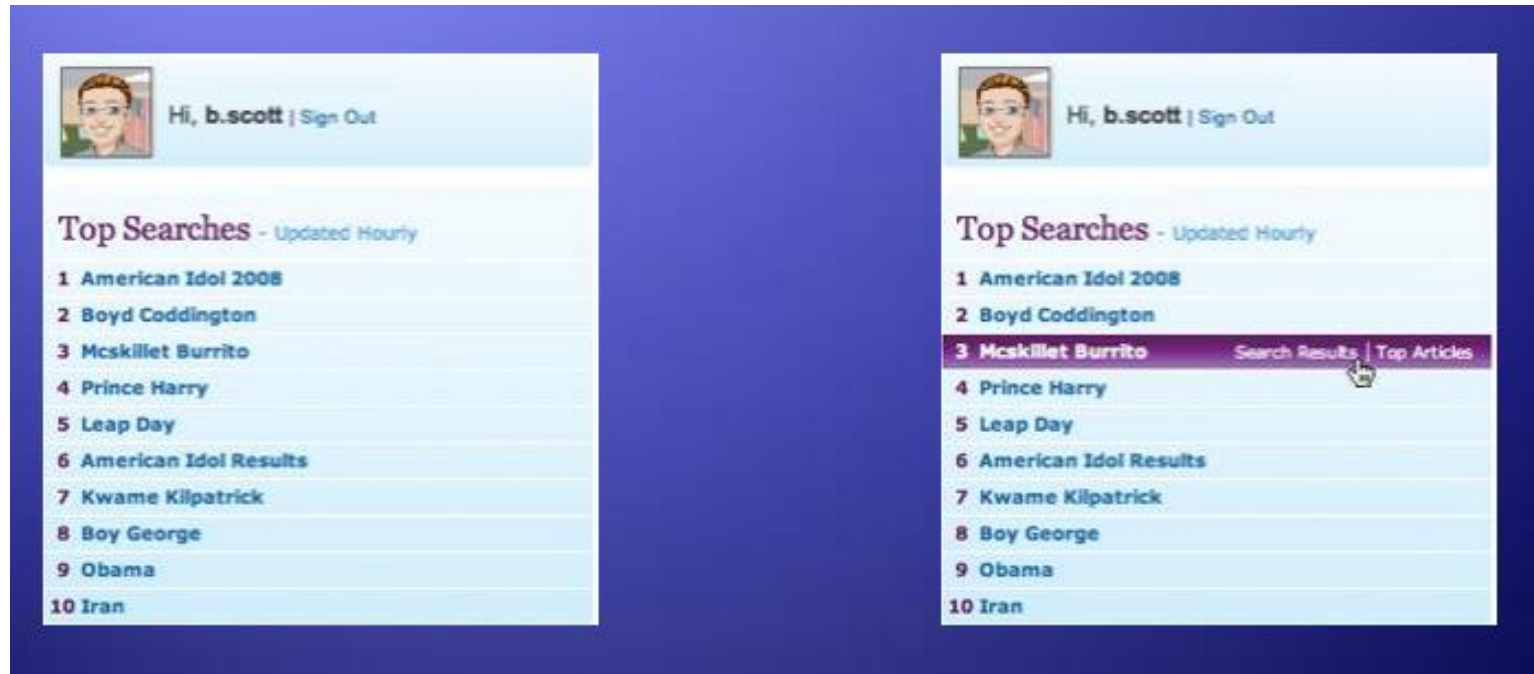 Hi, b.scott | Sign Out
Top Searches - Updated Hourly
1 American Idol 2008
2 Boyd Coddington
3 Mcskillet Burrito
4 Prince Harry
5 Leap Day
6 American Idol Results
7 Kwame Kilpatrick
8 Boy George
9 Obama
10 Iran
Hi, b.scott | Sign Out
Top Searches - Updated Hourly
1 American Idol 2008
2 Boyd Coddington
3 Mcskillet Burrito Search Results | Top Articles
4 Prince Harry
5 Leap Day
6 American Idol Results
7 Kwame Kilpatrick
8 Boy George
9 Obama
10 Iran